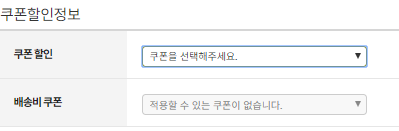 쿠폰할인정보
쿠폰 할인
쿠폰을 선택해주세요.
배송비 쿠폰
적용할 수 있는 쿠폰이 없습니다.